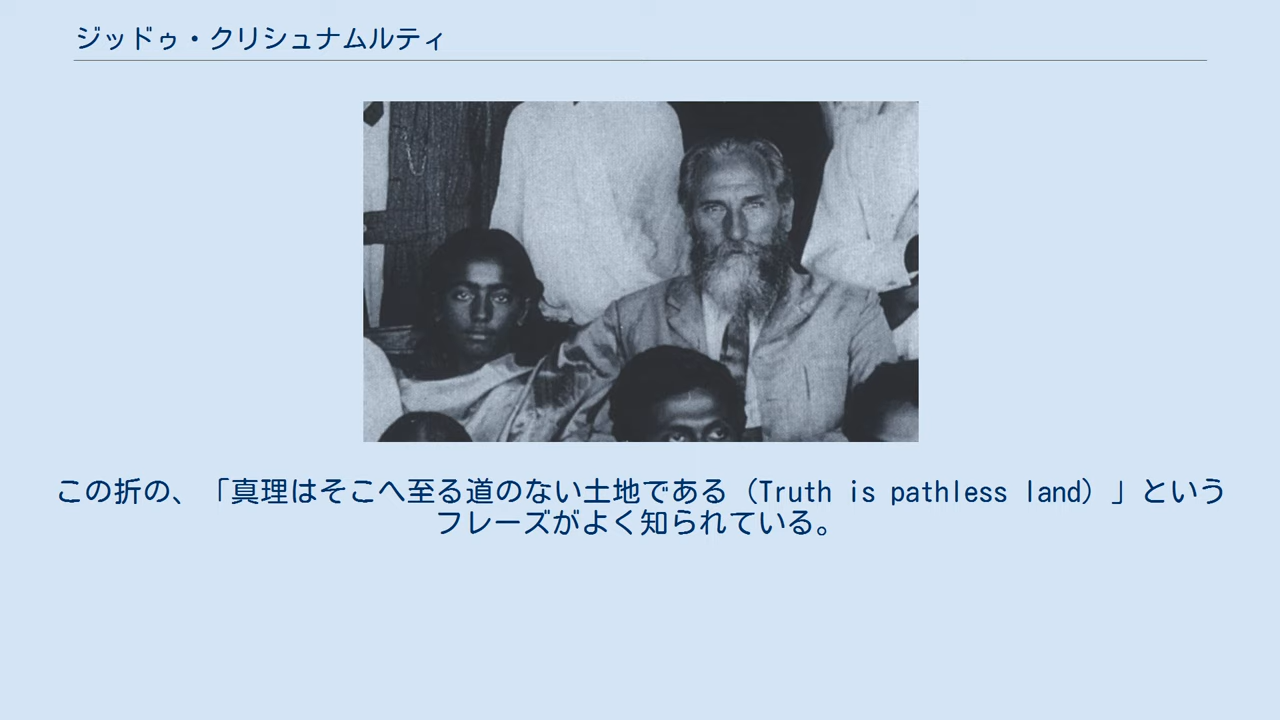 ジッドゥ・クリシュナムルティ
この折の、「真理はそこへ至る道のない土地である（Truth is pathless land）」という
フレーズがよく知られている。